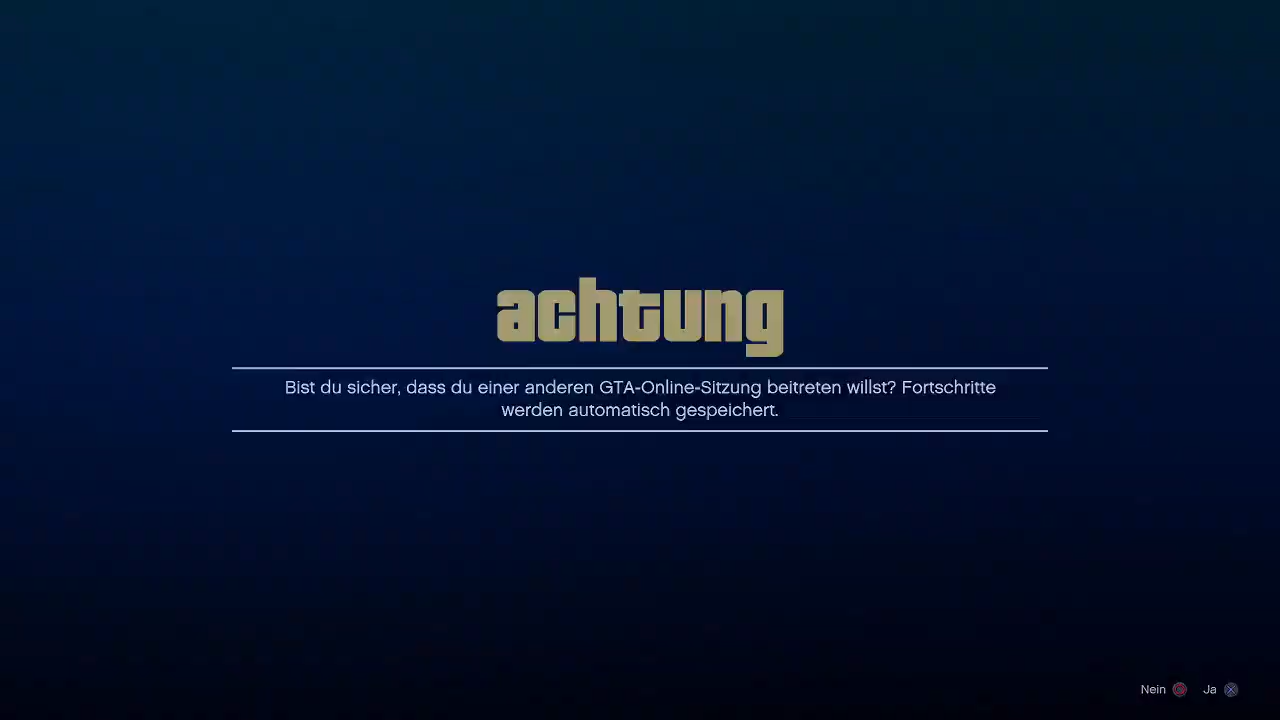 achtung
Bist du sicher, dass du einer anderen GTA-Online-Sitzung beitreten willst? Fortschritte
werden automatisch gespeichert.
Nein Ja